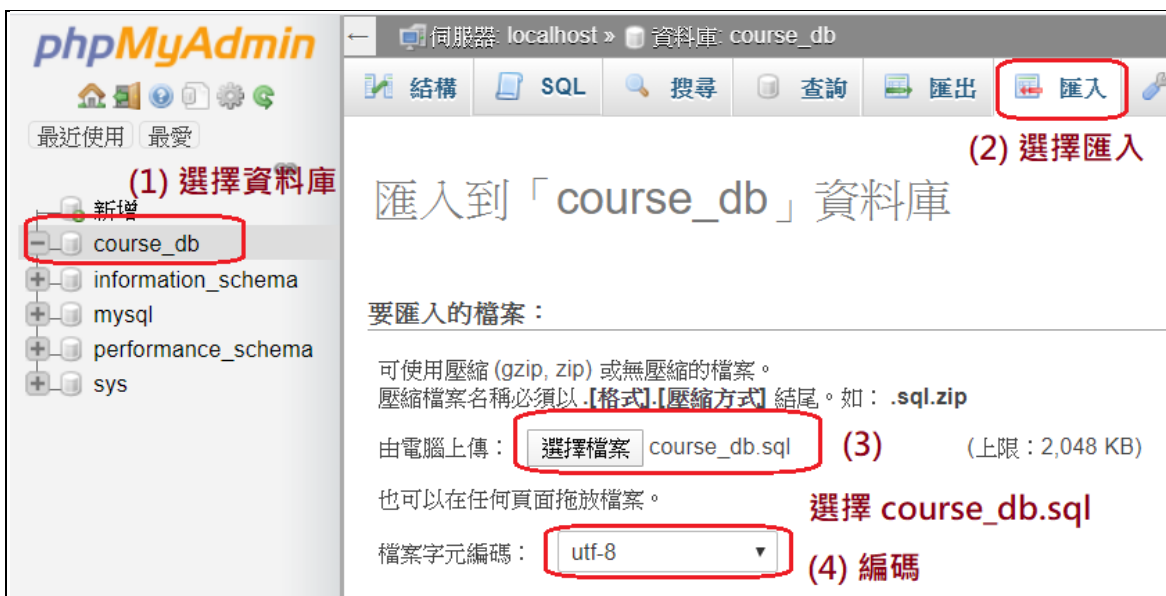 phpMyAdmin
最近使用 最愛
(1) 選擇資料庫
新增
course_db
information_schema
mysql
performance_schema
sys
← 伺服器: localhost » 資料庫: course_db
結構 SQL 搜尋 查詢 匯出 匯入
(2) 選擇匯入
匯入到「course_db」資料庫
要匯入的檔案：
可使用壓縮 (gzip, zip) 或無壓縮的檔案。
壓縮檔案名稱必須以 .[格式].[壓縮方式] 結尾。如： .sql.zip
由電腦上傳： 選擇檔案 course_db.sql (3) (上限：2,048 KB)
也可以在任何頁面拖放檔案。
選擇 course_db.sql
檔案字元編碼： utf-8
(4) 編碼